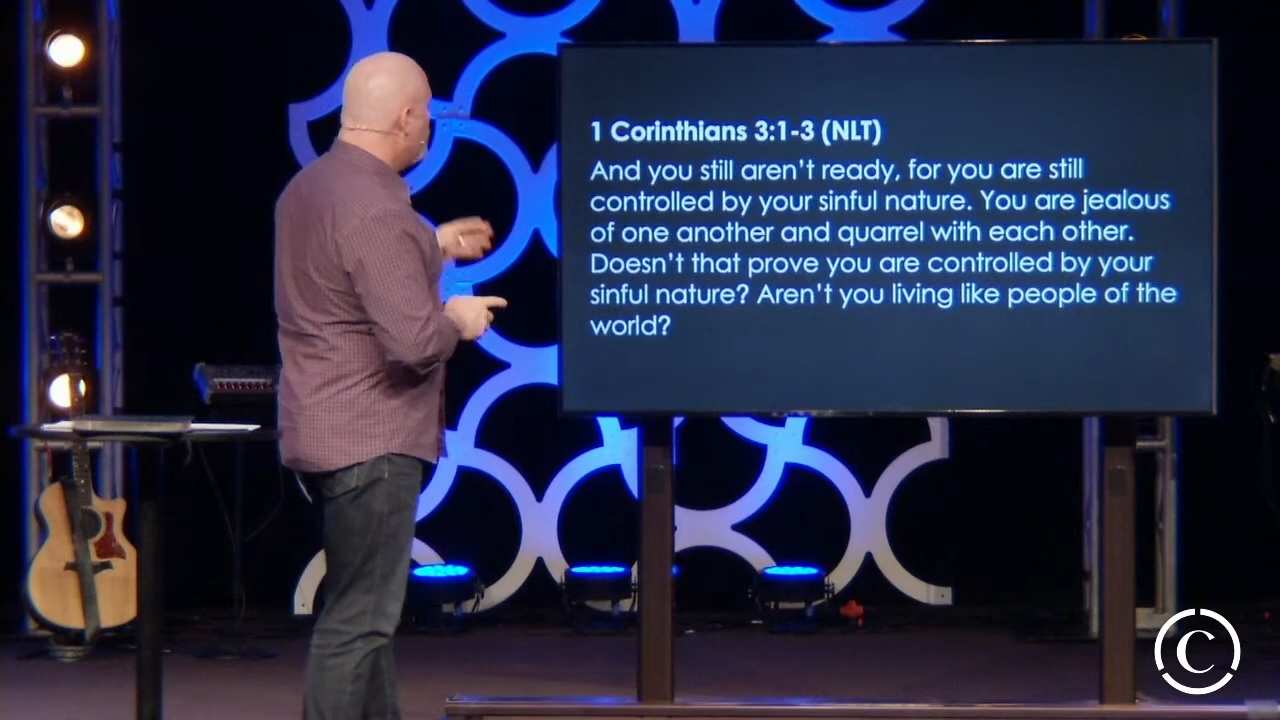 1 Corinthians 3:1-3 (NLT)
And you still aren't ready, for you are still
controlled by your sinful nature. You are jealous
of one another and quarrel with each other.
Doesn't that prove you are controlled by your
sinful nature? Aren't you living like people of the
world?
C